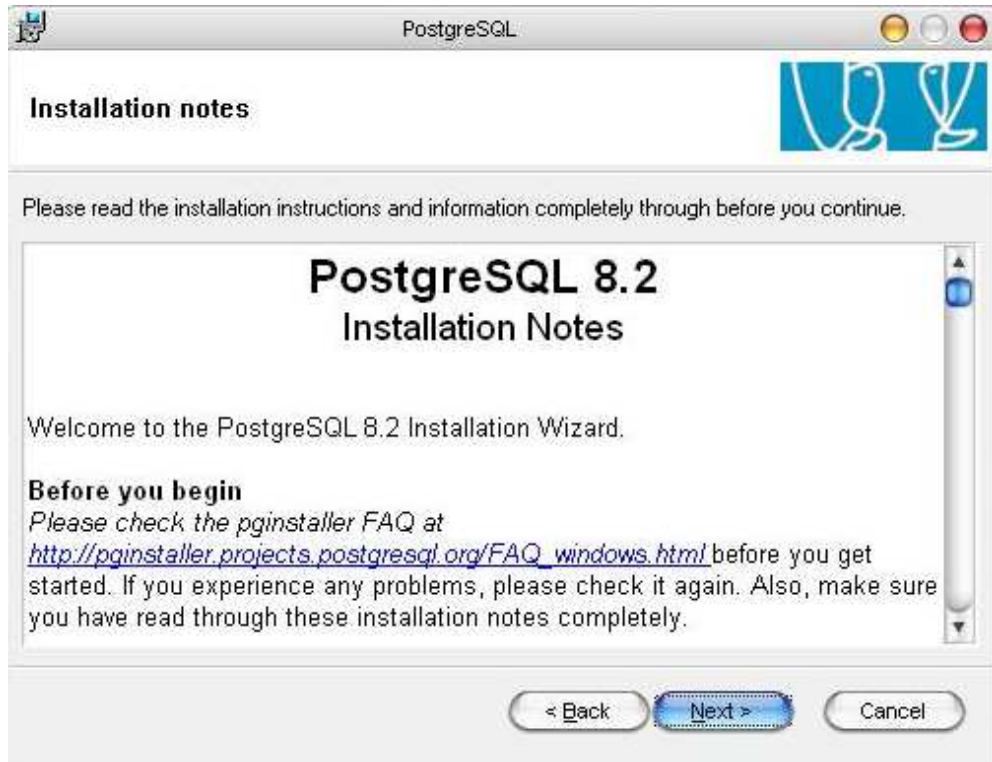 PostgreSQL
Installation notes
Please read the installation instructions and information completely through before you continue.
PostgreSQL 8.2
Installation Notes
Welcome to the PostgreSQL 8.2 Installation Wizard.
Before you begin
Please check the pginstaller FAQ at
http://pginstaller.projects.postgresql.org/FAQ_windows.html before you get
started. If you experience any problems, please check it again. Also, make sure
you have read through these installation notes completely.
< Back
Next >
Cancel